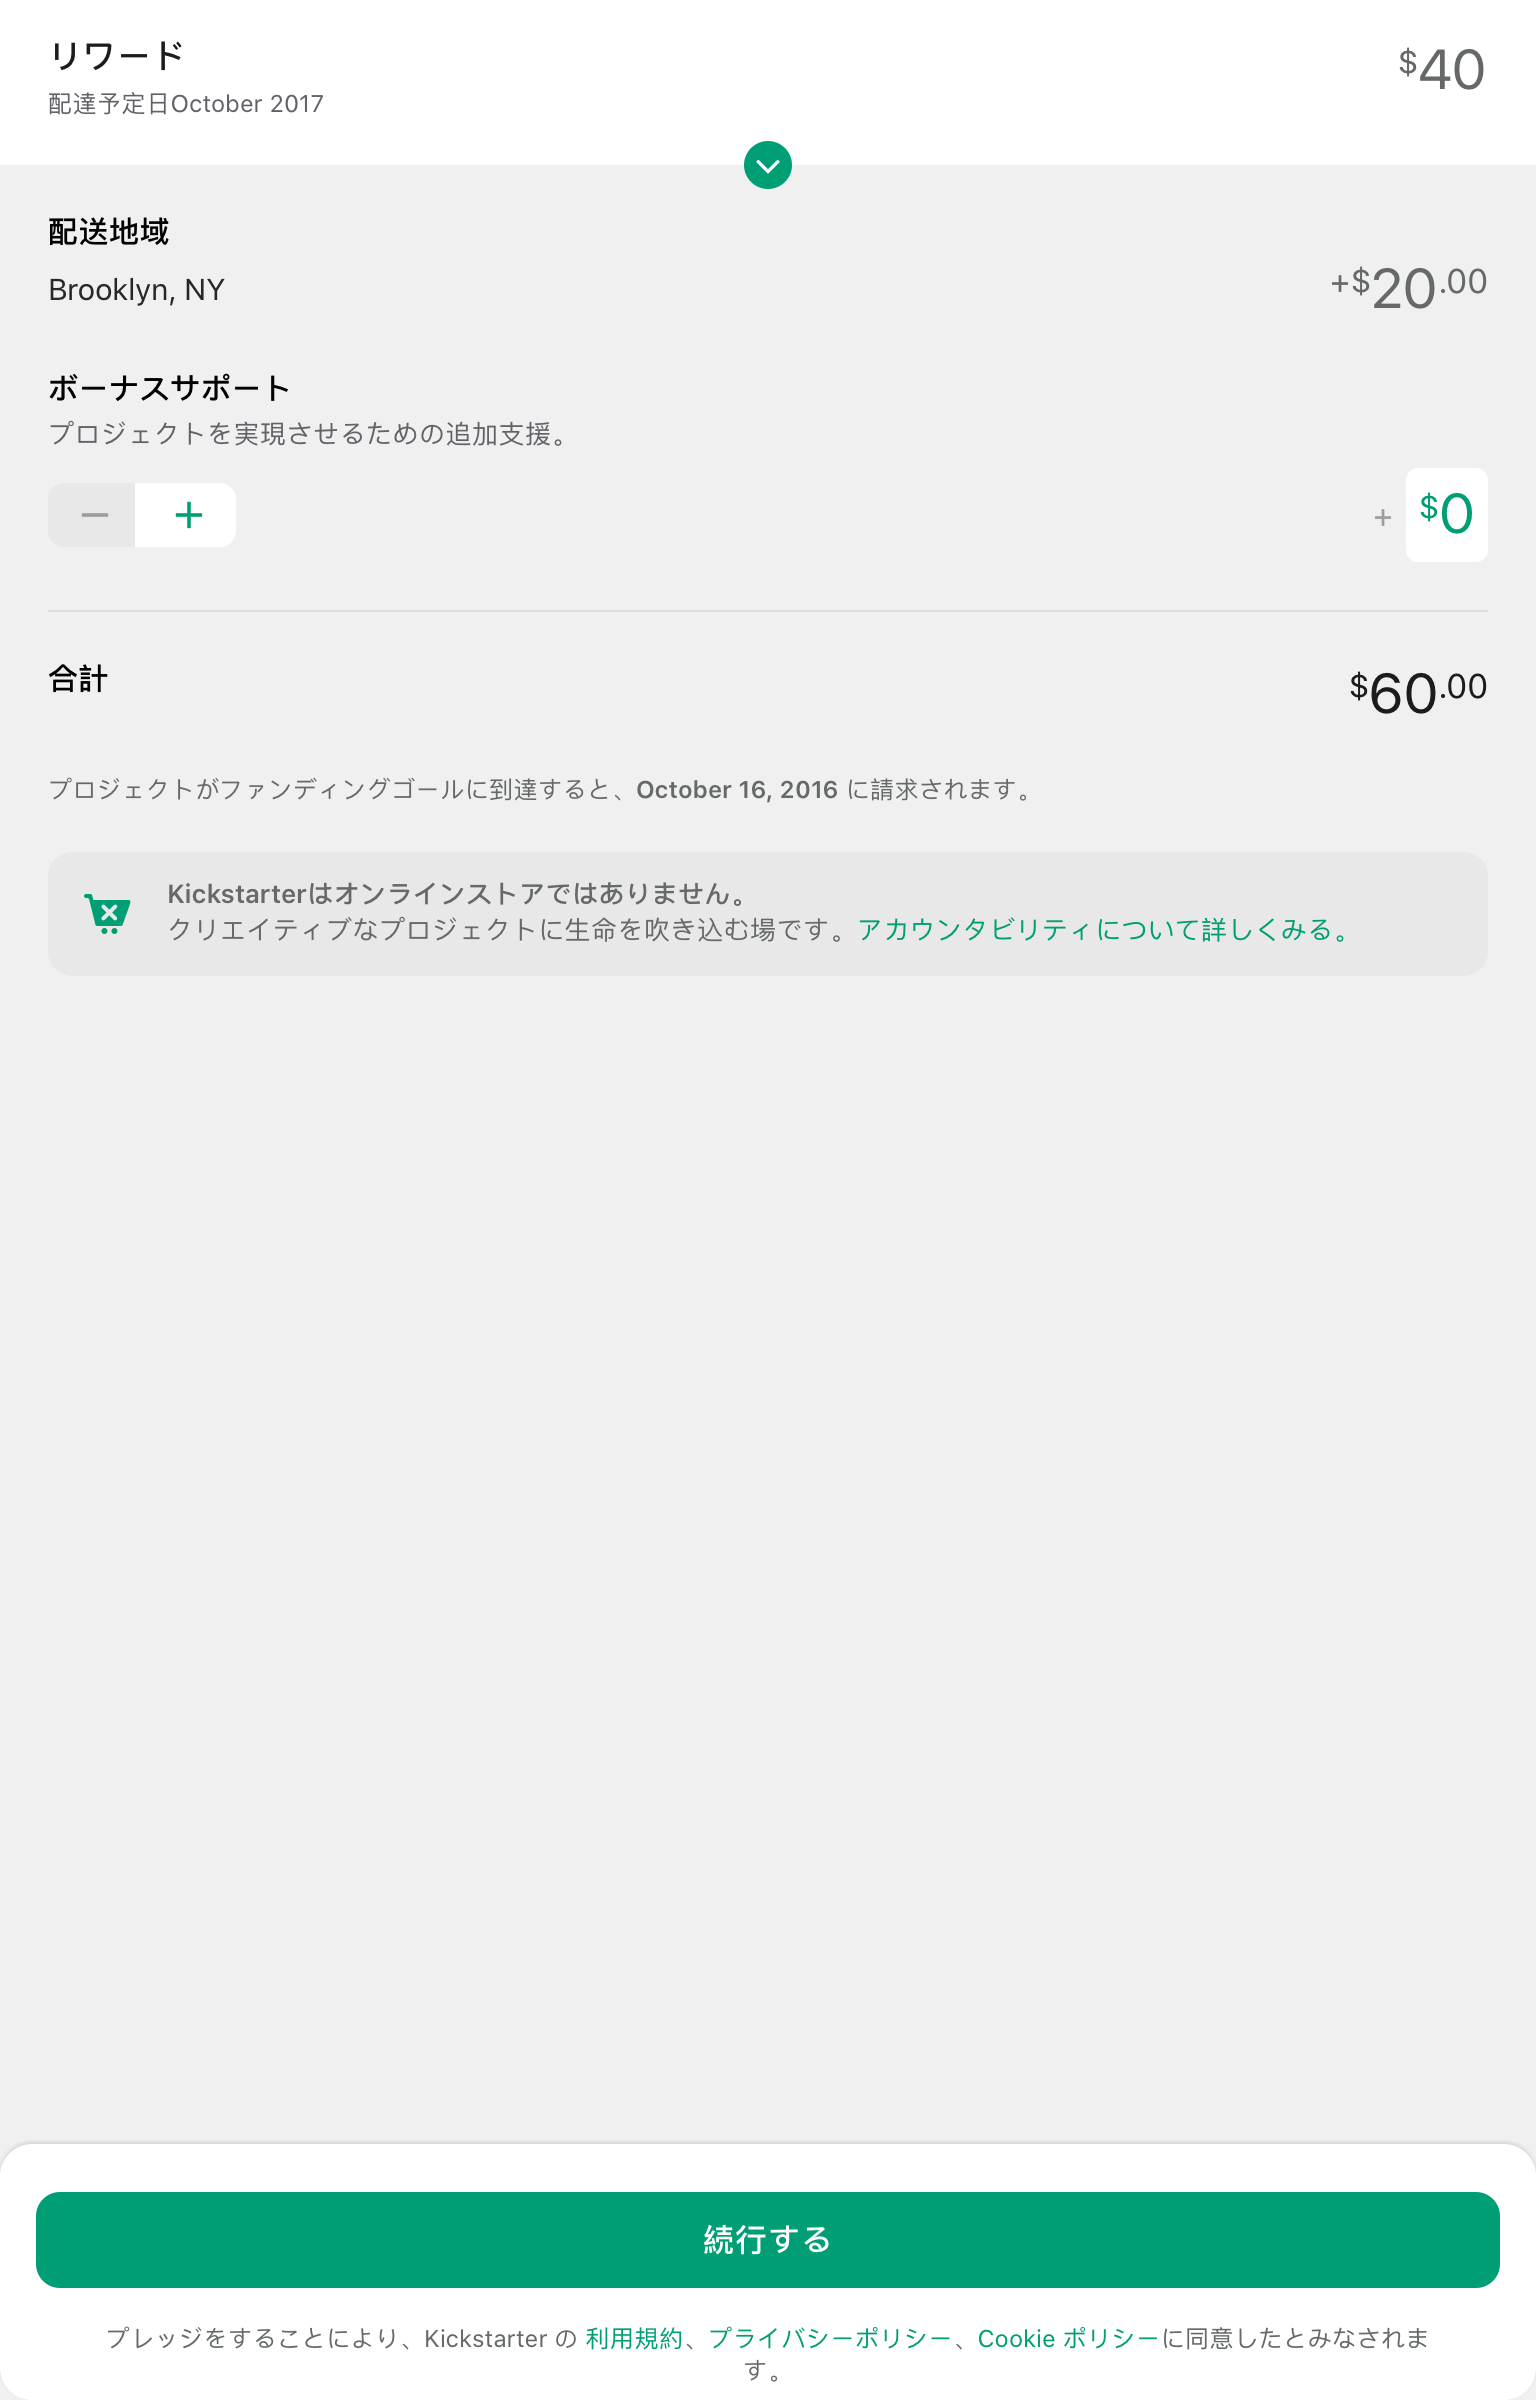 リワード
$40
配達予定日October 2017
配送地域
Brooklyn, NY
+$20.00
ボーナスサポート
プロジェクトを実現させるための追加支援。
+ $0
合計
$60.00
プロジェクトがファンディングゴールに到達すると、October 16, 2016 に請求されます。
Kickstarterはオンラインストアではありません。
クリエイティブなプロジェクトに生命を吹き込む場です。アカウンタビリティについて詳しくみる。
続行する
プレッジをすることにより、Kickstarter の 利用規約、プライバシーポリシー、Cookie ポリシーに同意したとみなされま
す。